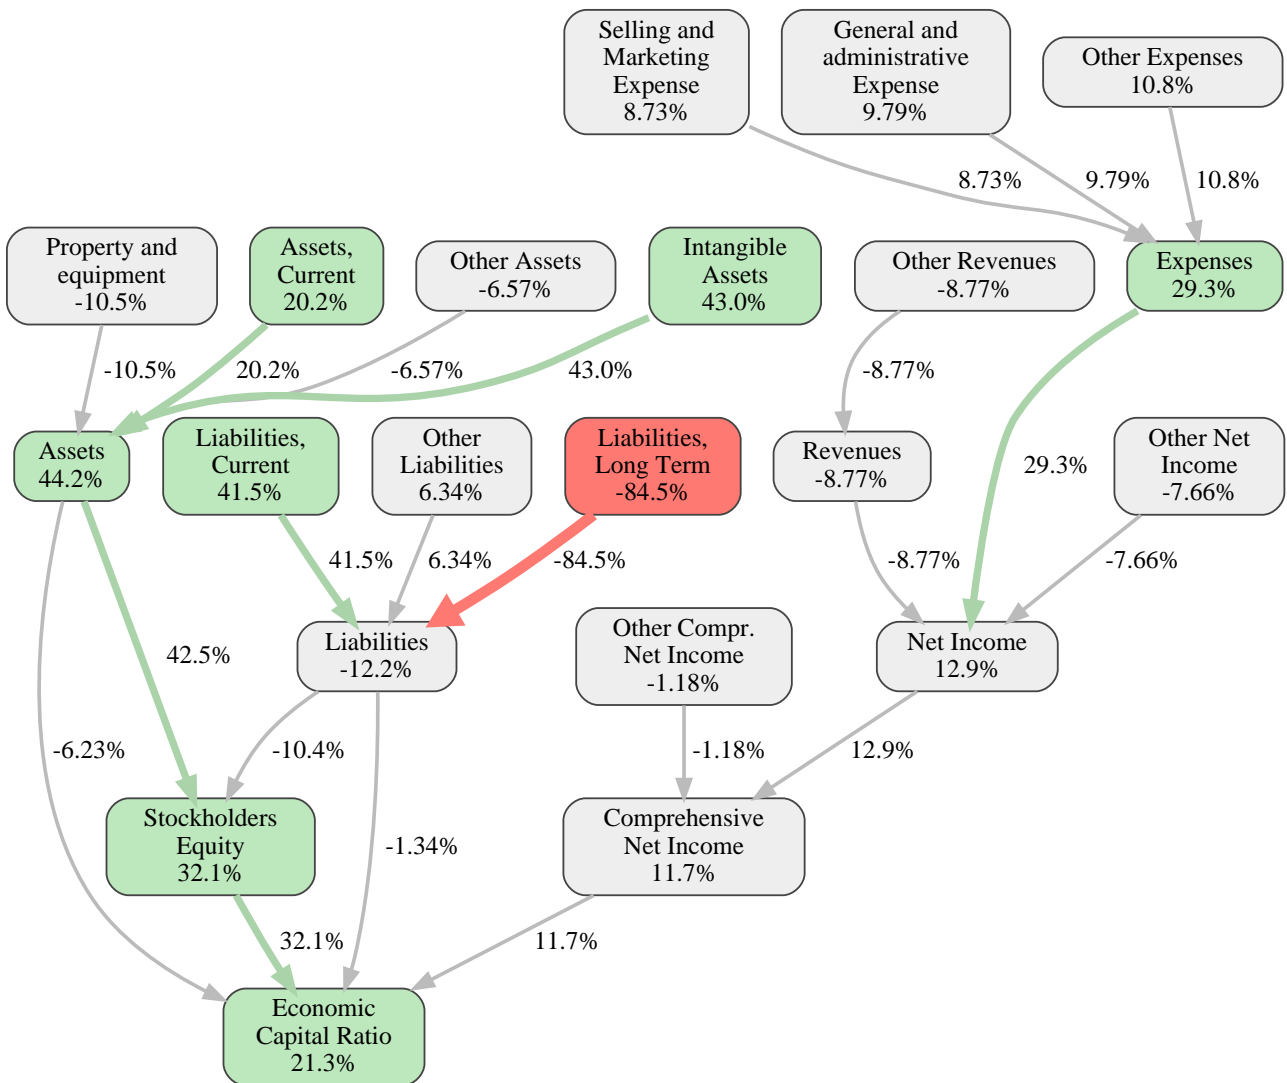 Selling and
Marketing
Expense
8.73%
General and
administrative
Expense
9.79%
Other Expenses
10.8%
8.73%
9.79%
10.8%
Property and
equipment
-10.5%
Assets,
Current
20.2%
Other Assets
-6.57%
Intangible
Assets
43.0%
Other Revenues
-8.77%
Expenses
29.3%
-10.5%
20.2%
-6.57%
43.0%
-8.77%
Assets
44.2%
Liabilities,
Current
41.5%
Other
Liabilities
6.34%
Liabilities,
Long Term
-84.5%
Revenues
-8.77%
29.3%
Other Net
Income
-7.66%
41.5%
6.34%
-84.5%
-8.77%
-7.66%
42.5%
Liabilities
-12.2%
Other Compr.
Net Income
-1.18%
Net Income
12.9%
-6.23%
-10.4%
-1.18%
12.9%
Stockholders
Equity
32.1%
-1.34%
Comprehensive
Net Income
11.7%
32.1%
11.7%
Economic
Capital Ratio
21.3%